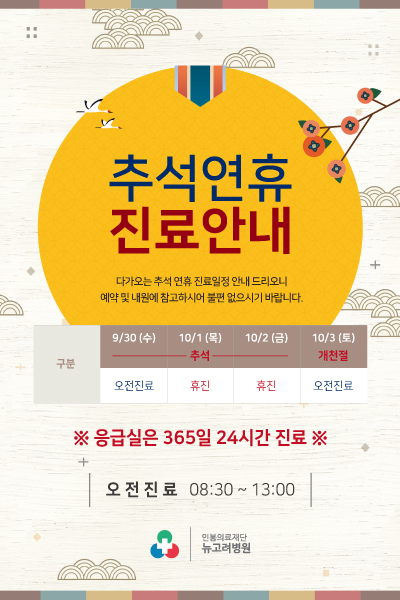 추석연휴
진료안내
다가오는 추석 연휴 진료일정 안내 드리오니
예약 및 내원에 참고하시어 불편 없으시기 바랍니다.
구분 9/30 (수) 10/1 (목) 10/2 (금) 10/3 (토)
추석 개천절
오전진료 휴진 휴진 오전진료
※ 응급실은 365일 24시간 진료 ※
오전진료 08:30 ~ 13:00
인봉의료재단
뉴고려병원